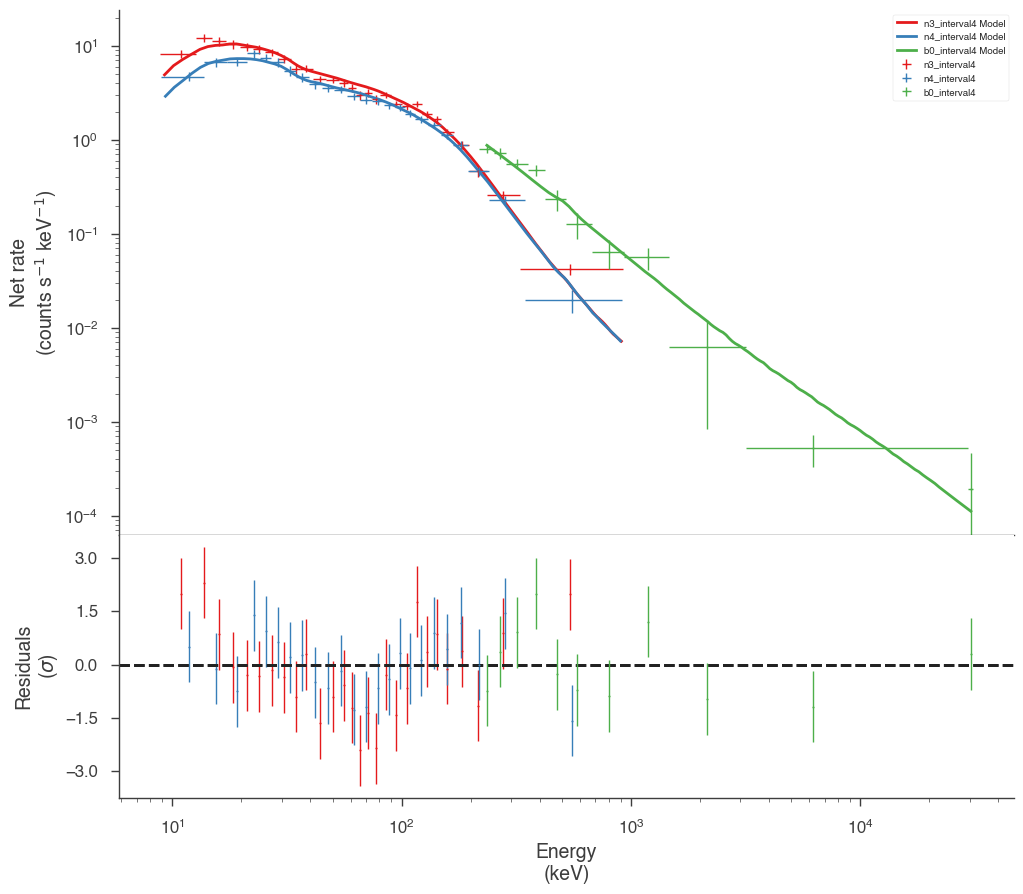 n3_interval4 Model
n4_interval4 Model
b0_interval4 Model
n3_interval4
n4_interval4
b0_interval4
Net rate
(counts s⁻¹ keV⁻¹)
10¹
10⁰
10⁻¹
10⁻²
10⁻³
10⁻⁴
Residuals
(σ)
3.0
1.5
0.0
−1.5
−3.0
10¹ 10² 10³ 10⁴
Energy
(keV)